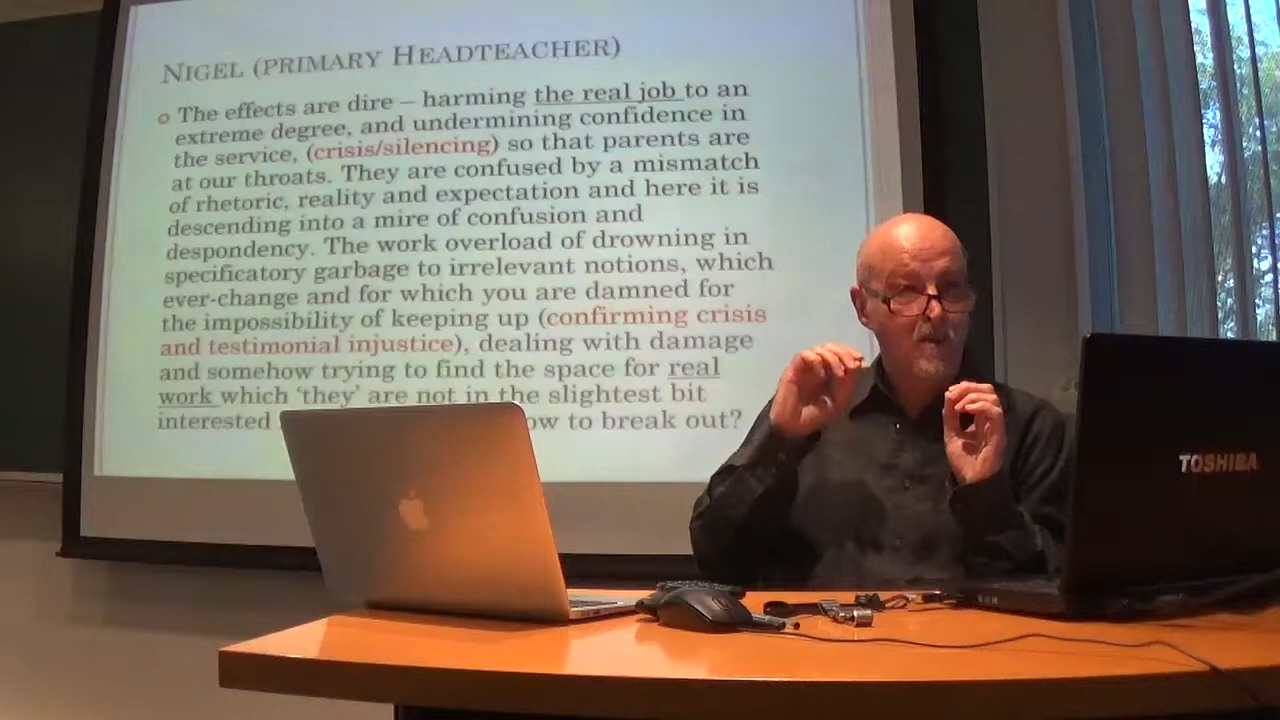 NIGEL (PRIMARY HEADTEACHER)
The effects are dire – harming the real job to an
extreme degree, and undermining confidence in
the service, (crisis/silencing) so that parents are
at our throats. They are confused by a mismatch
of rhetoric, reality and expectation and here it is
descending into a mire of confusion and
despondency. The work overload of drowning in
specificatory garbage to irrelevant notions, which
ever-change and for which you are damned for
the impossibility of keeping up (confirming crisis
and testimonial injustice), dealing with damage
and somehow trying to find the space for real
work which ‘they’ are not in the slightest bit
interested ow to break out?
TOSHIBA